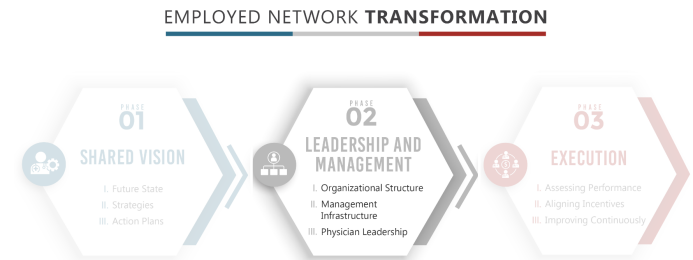 EMPLOYED NETWORK TRANSFORMATION
PHASE
01
SHARED VISION
I. Future State
II. Strategies
III. Action Plans
PHASE
02
LEADERSHIP AND
MANAGEMENT
I. Organizational Structure
II. Management
Infrastructure
III. Physician Leadership
PHASE
03
EXECUTION
I. Assessing Performance
II. Aligning Incentives
III. Improving Continuously